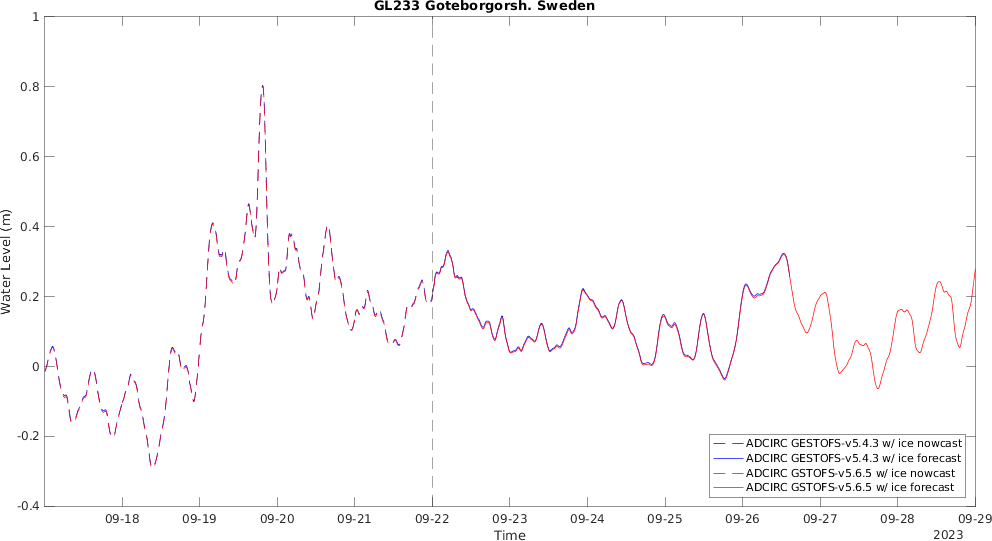 GL233 Goteborgorsh. Sweden
Water Level (m)
1
0.8
0.6
0.4
0.2
0
-0.2
-0.4
ADCIRC GESTOFS-v5.4.3 w/ ice nowcast
ADCIRC GESTOFS-v5.4.3 w/ ice forecast
ADCIRC GSTOFS-v5.6.5 w/ ice nowcast
ADCIRC GSTOFS-v5.6.5 w/ ice forecast
09-18 09-19 09-20 09-21 09-22 09-23 09-24 09-25 09-26 09-27 09-28 09-29
Time
2023